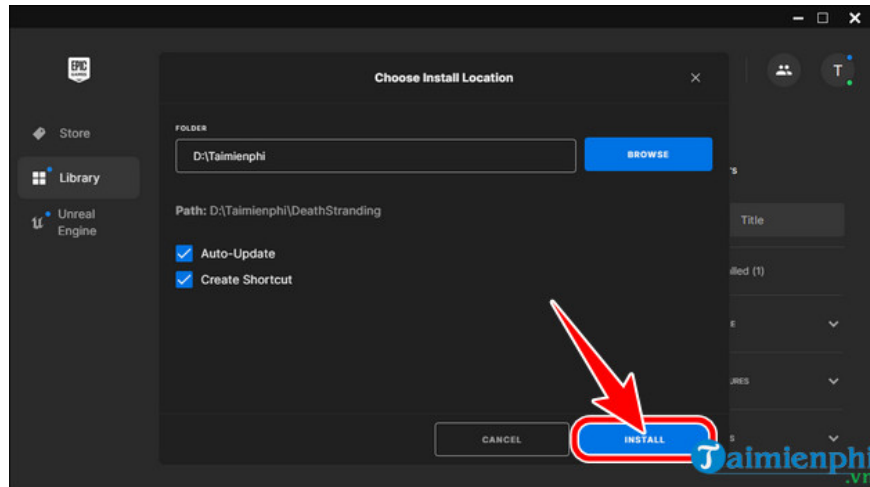 EPIC
GAMES
Choose Install Location
T
Store
FOLDER
D:\Taimienphi
BROWSE
Library
Path: D:\Taimienphi\DeathStranding
Title
Unreal
Engine
Auto-Update
Create Shortcut
CANCEL
INSTALL
Taimienphi
.vn